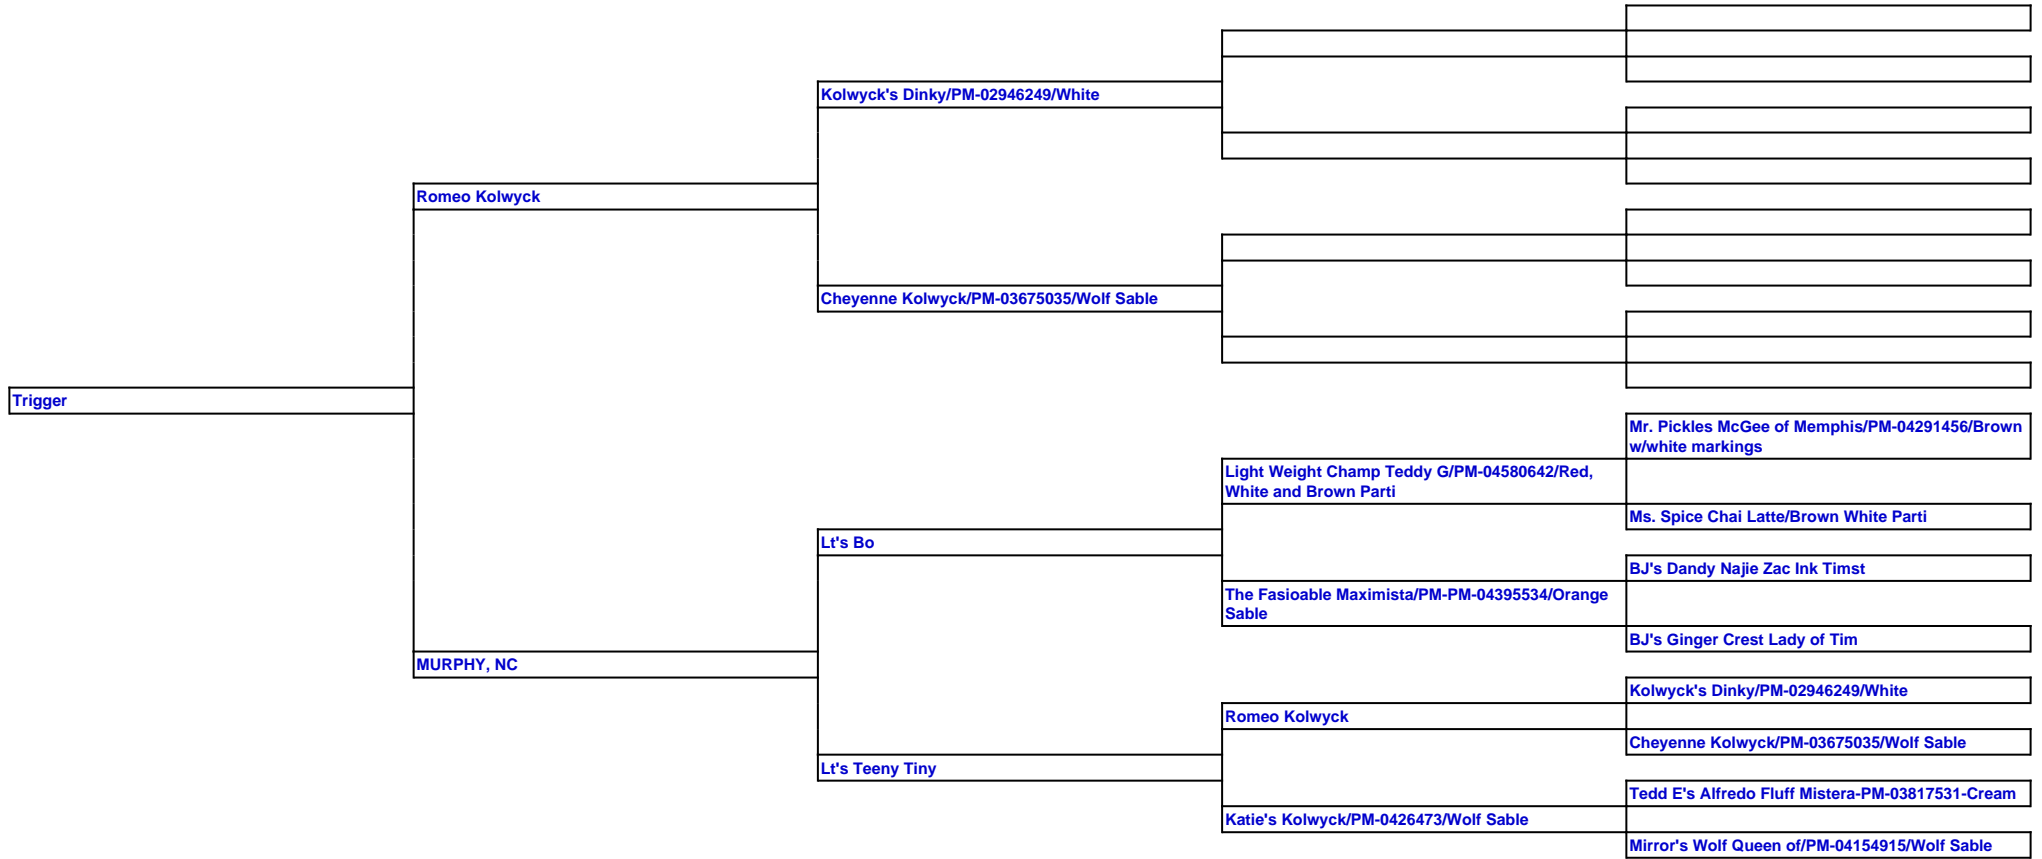 Kolwyck's Dinky/PM-02946249/White
Romeo Kolwyck
Cheyenne Kolwyck/PM-03675035/Wolf Sable
Trigger
Mr. Pickles McGee of Memphis/PM-04291456/Brown
w/white markings
Light Weight Champ Teddy G/PM-04580642/Red,
White and Brown Parti
Ms. Spice Chai Latte/Brown White Parti
Lt's Bo
BJ's Dandy Najie Zac Ink Timst
The Fasioable Maximista/PM-PM-04395534/Orange
Sable
BJ's Ginger Crest Lady of Tim
MURPHY, NC
Kolwyck's Dinky/PM-02946249/White
Romeo Kolwyck
Cheyenne Kolwyck/PM-03675035/Wolf Sable
Lt's Teeny Tiny
Tedd E's Alfredo Fluff Mistera-PM-03817531-Cream
Katie's Kolwyck/PM-0426473/Wolf Sable
Mirror's Wolf Queen of/PM-04154915/Wolf Sable